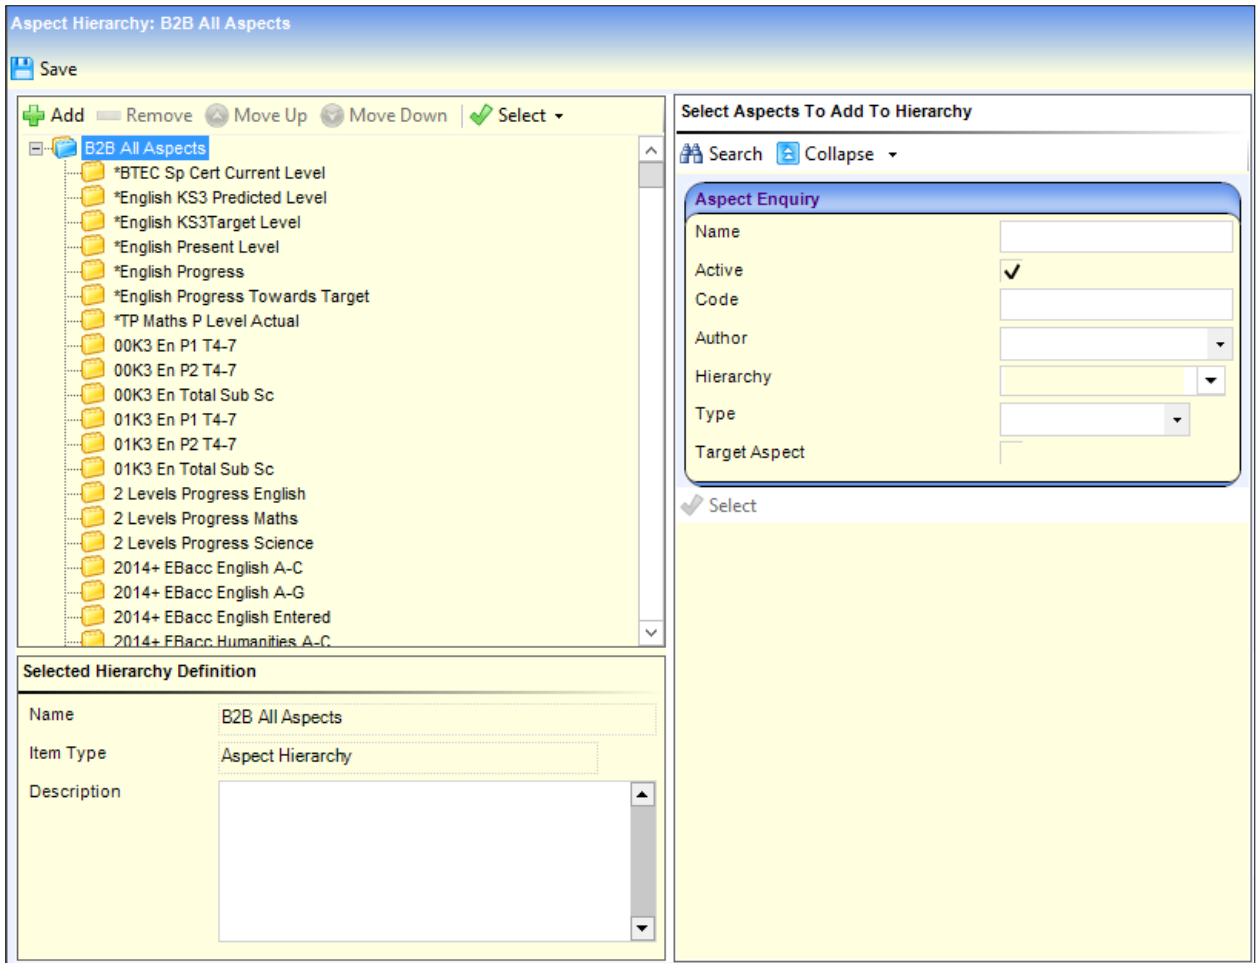 Aspect Hierarchy: B2B All Aspects
Save
Add Remove Move Up Move Down Select
B2B All Aspects
*BTEC Sp Cert Current Level
*English KS3 Predicted Level
*English KS3Target Level
*English Present Level
*English Progress
*English Progress Towards Target
*TP Maths P Level Actual
00K3 En P1 T4-7
00K3 En P2 T4-7
00K3 En Total Sub Sc
01K3 En P1 T4-7
01K3 En P2 T4-7
01K3 En Total Sub Sc
2 Levels Progress English
2 Levels Progress Maths
2 Levels Progress Science
2014+ EBacc English A-C
2014+ EBacc English A-G
2014+ EBacc English Entered
2014+ EBacc Humanities A-C
Selected Hierarchy Definition
Name B2B All Aspects
Item Type Aspect Hierarchy
Description
Select Aspects To Add To Hierarchy
Search Collapse
Aspect Enquiry
Name
Active
Code
Author
Hierarchy
Type
Target Aspect
Select